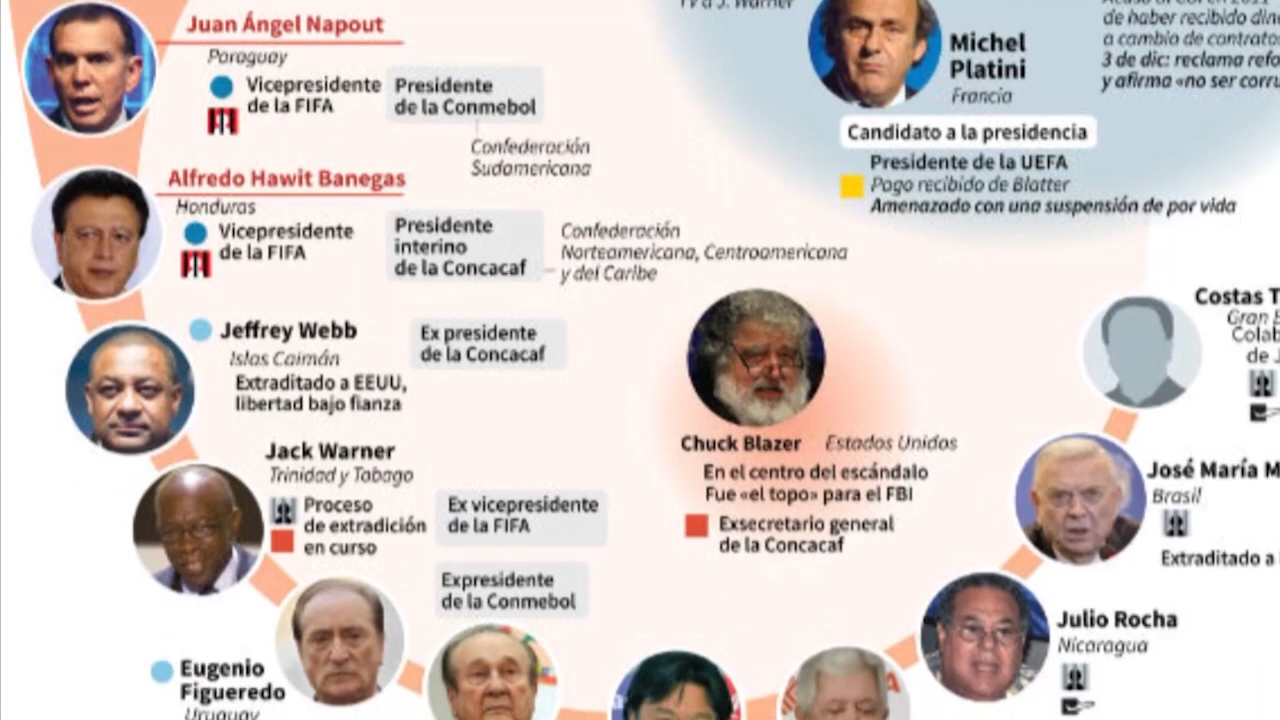 Juan Ángel Napout
Paraguay
Vicepresidente
de la FIFA
Presidente
de la Conmebol
Confederación
Sudamericana
Alfredo Hawit Banegas
Honduras
Vicepresidente
de la FIFA
Presidente
interino
de la Concacaf
Confederación
Norteamericana, Centroamericana
y del Caribe
Jeffrey Webb
Islas Caimán
Extraditado a EEUU,
libertad bajo fianza
Ex presidente
de la Concacaf
Jack Warner
Trinidad y Tabago
Proceso
de extradición
en curso
Ex vicepresidente
de la FIFA
Expresidente
de la Conmebol
Eugenio
Figueredo
Uruguay
TV a J. Warner
Michel
Platini
Francia
de haber recibido
a cambio de
3 de dic: reclama
y afirma «no ser
Candidato a la presidencia
Presidente de la UEFA
Pago recibido de Blatter
Amenazado con una suspensión de por vida
Chuck Blazer Estados Unidos
En el centro del escándalo
Fue «el topo» para el FBI
Exsecretario general
de la Concacaf
Costas
Gran
de
José María
Brasil
Extraditado a
Julio Rocha
Nicaragua